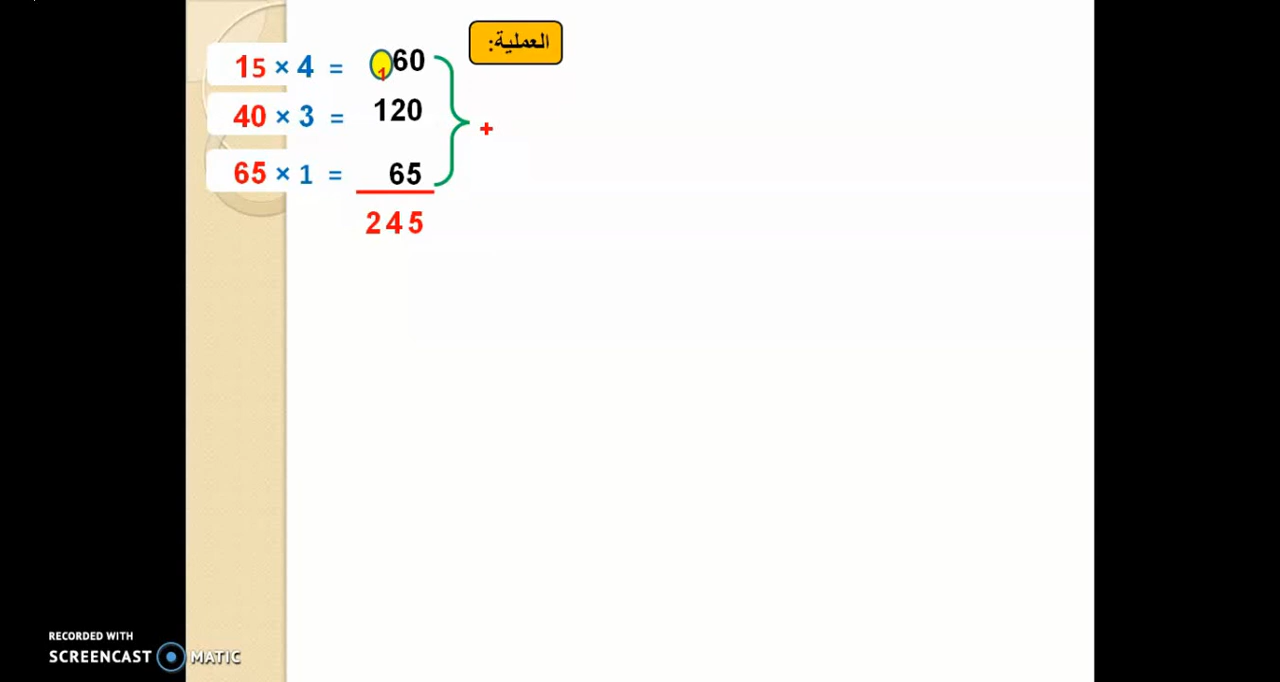 العملية:
15 × 4 = 60
1
40 × 3 = 120
+
65 × 1 = 65
245
RECORDED WITH
SCREENCAST MATIC